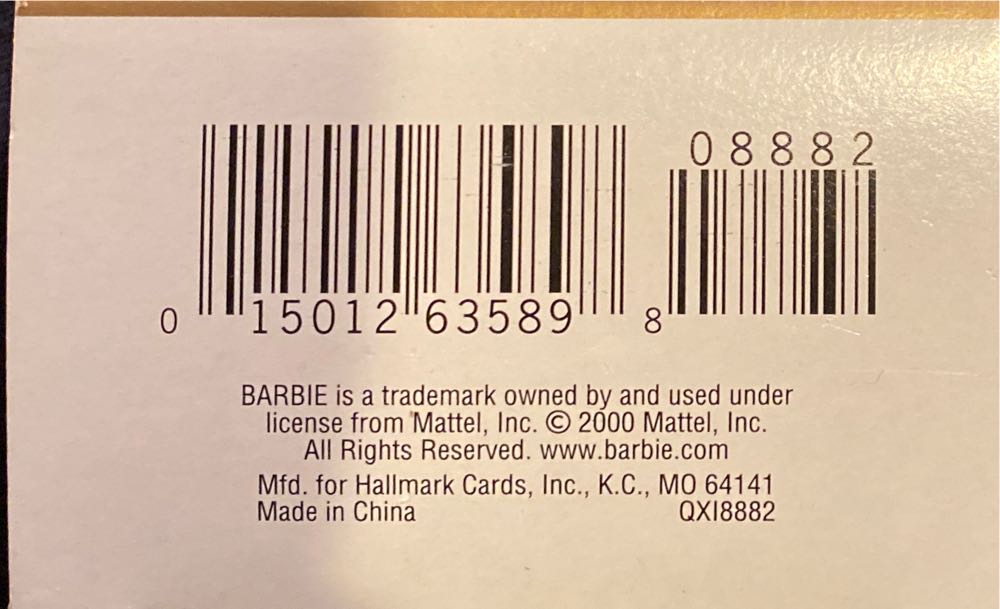 08882
0 15012 63589 8
BARBIE is a trademark owned by and used under
license from Mattel, Inc. © 2000 Mattel, Inc.
All Rights Reserved. www.barbie.com
Mfd. for Hallmark Cards, Inc., K.C., MO 64141
Made in China QXI8882